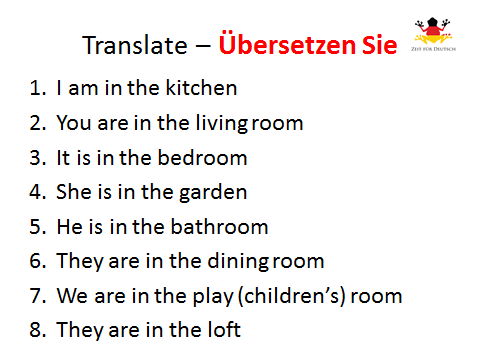 Translate – Übersetzen Sie
ZEIT FÜR DEUTSCH
1. I am in the kitchen
2. You are in the living room
3. It is in the bedroom
4. She is in the garden
5. He is in the bathroom
6. They are in the dining room
7. We are in the play (children’s) room
8. They are in the loft